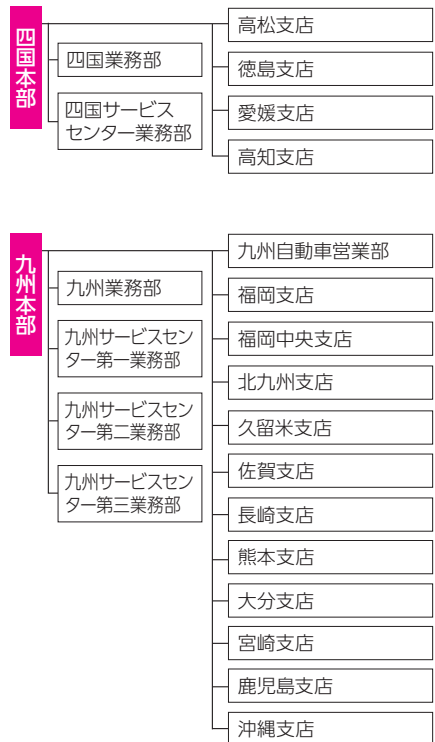 四国本部
四国業務部
四国サービス
センター業務部
高松支店
徳島支店
愛媛支店
高知支店
九州本部
九州業務部
九州サービスセン
ター第一業務部
九州サービスセン
ター第二業務部
九州サービスセン
ター第三業務部
九州自動車営業部
福岡支店
福岡中央支店
北九州支店
久留米支店
佐賀支店
長崎支店
熊本支店
大分支店
宮崎支店
鹿児島支店
沖縄支店